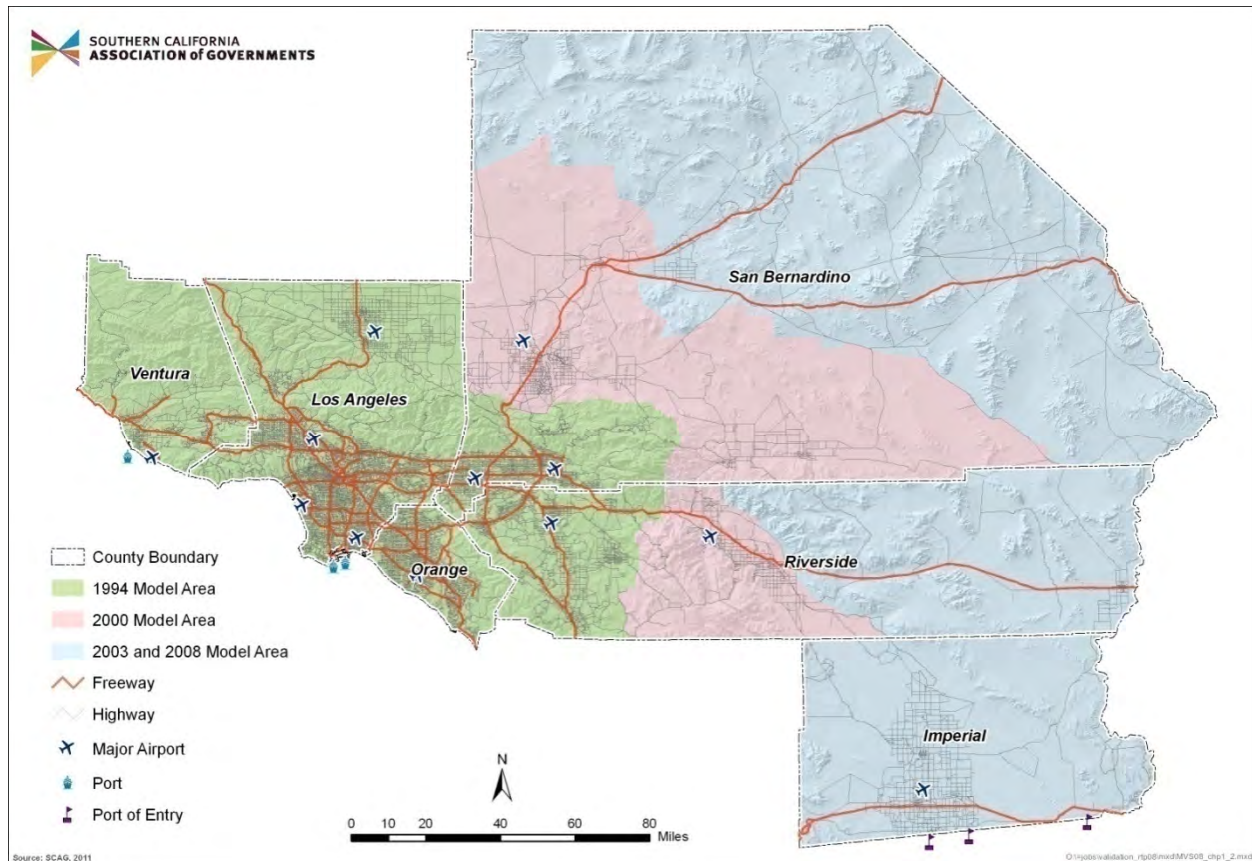 SOUTHERN CALIFORNIA
ASSOCIATION of GOVERNMENTS
San Bernardino
Ventura
Los Angeles
Orange
Riverside
Imperial
County Boundary
1994 Model Area
2000 Model Area
2003 and 2008 Model Area
Freeway
Highway
Major Airport
Port
Port of Entry
N
0 10 20 40 60 80
Miles
Source: SCAG, 2011